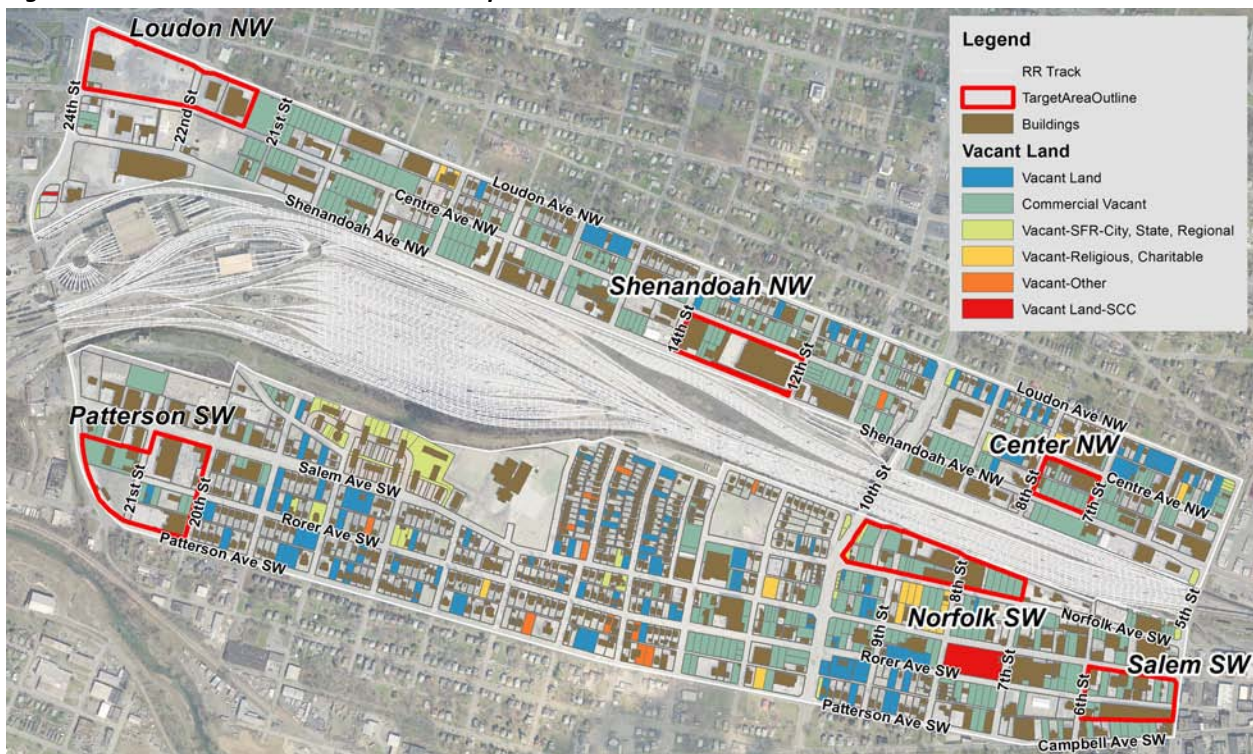 Loudon NW
24th St
22nd St
21st St
Loudon Ave NW
Centre Ave NW
Shenandoah Ave NW
Shenandoah NW
14th St
12th St
Loudon Ave NW
Shenandoah Ave NW
Center NW
8th St
7th St
Centre Ave NW
10th St
5th St
Patterson SW
21st St
20th St
Salem Ave SW
Rorer Ave SW
Patterson Ave SW
8th St
9th St
Norfolk SW
Norfolk Ave SW
Rorer Ave SW
7th St
6th St
Salem SW
Patterson Ave SW
Campbell Ave SW
Legend
RR Track
TargetAreaOutline
Buildings
Vacant Land
Vacant Land
Commercial Vacant
Vacant-SFR-City, State, Regional
Vacant-Religious, Charitable
Vacant-Other
Vacant Land-SCC